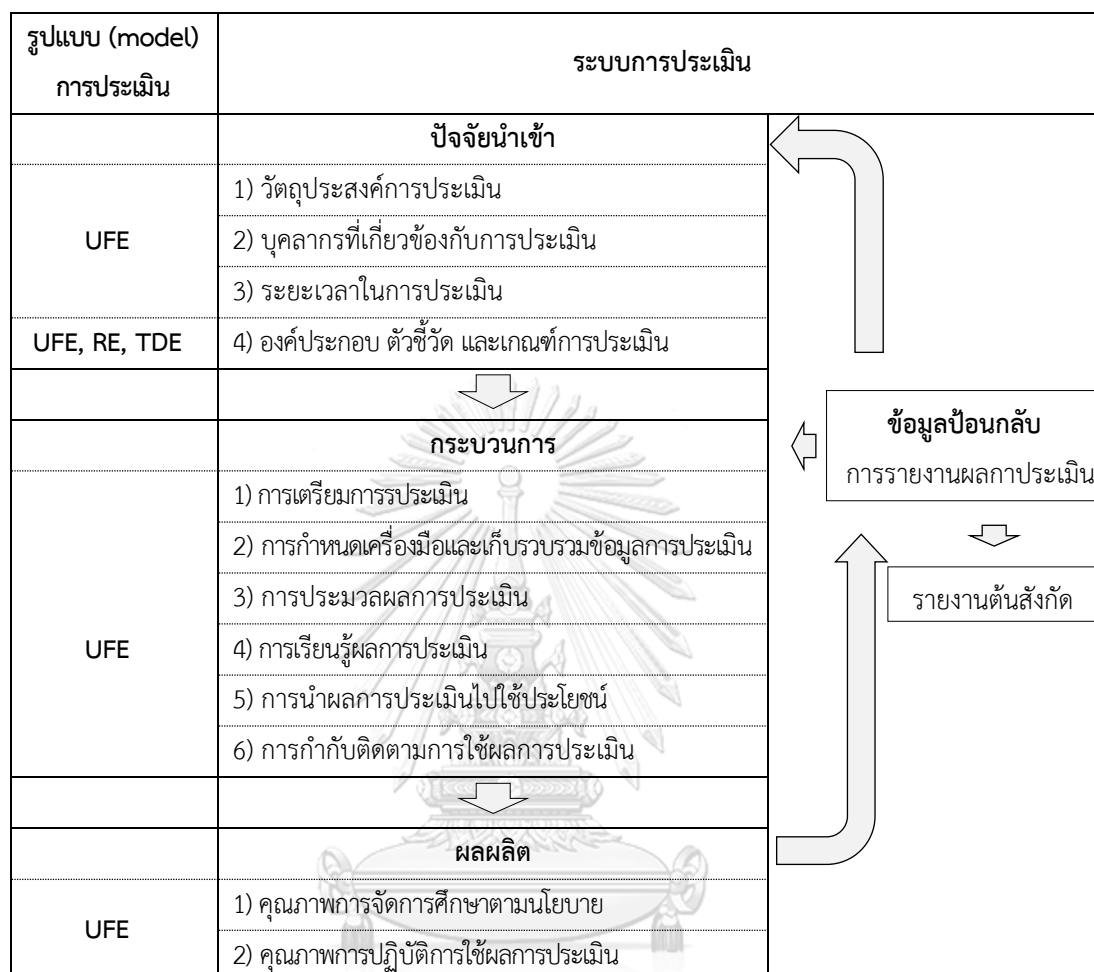 รูปแบบ (model)
การประเมิน
ระบบการประเมิน
ปัจจัยนำเข้า
UFE
1) วัตถุประสงค์การประเมิน
2) บุคลากรที่เกี่ยวข้องกับการประเมิน
3) ระยะเวลาในการประเมิน
UFE, RE, TDE
4) องค์ประกอบ ตัวชี้วัด และเกณฑ์การประเมิน
กระบวนการ
UFE
1) การเตรียมการรประเมิน
2) การกำหนดเครื่องมือและเก็บรวบรวมข้อมูลการประเมิน
3) การประมวลผลการประเมิน
4) การเรียนรู้ผลการประเมิน
5) การนำผลการประเมินไปใช้ประโยชน์
6) การกำกับติดตามการใช้ผลการประเมิน
ผลผลิต
UFE
1) คุณภาพการจัดการศึกษาตามนโยบาย
2) คุณภาพการปฏิบัติการใช้ผลการประเมิน
ข้อมูลป้อนกลับ
การรายงานผลกาประเมิน
รายงานต้นสังกัด